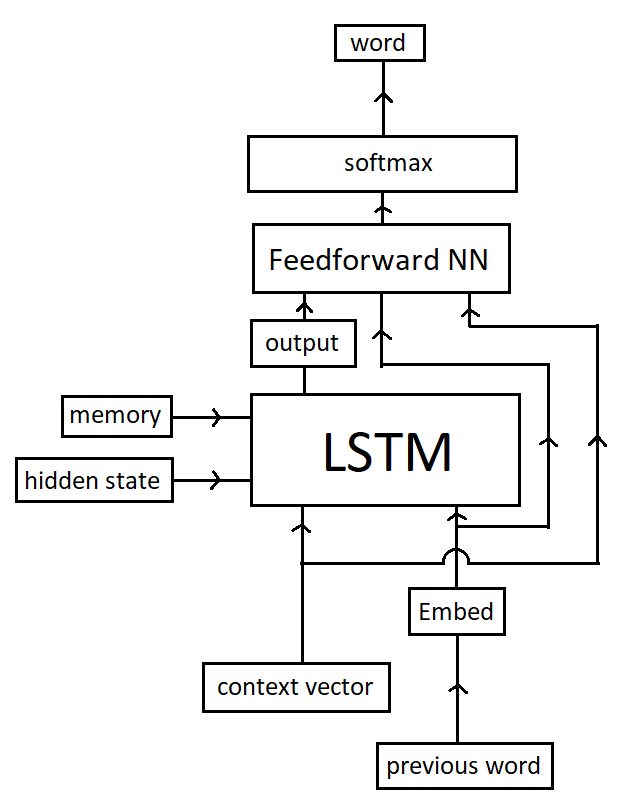 word
softmax
Feedforward NN
output
memory
LSTM
hidden state
Embed
context vector
previous word